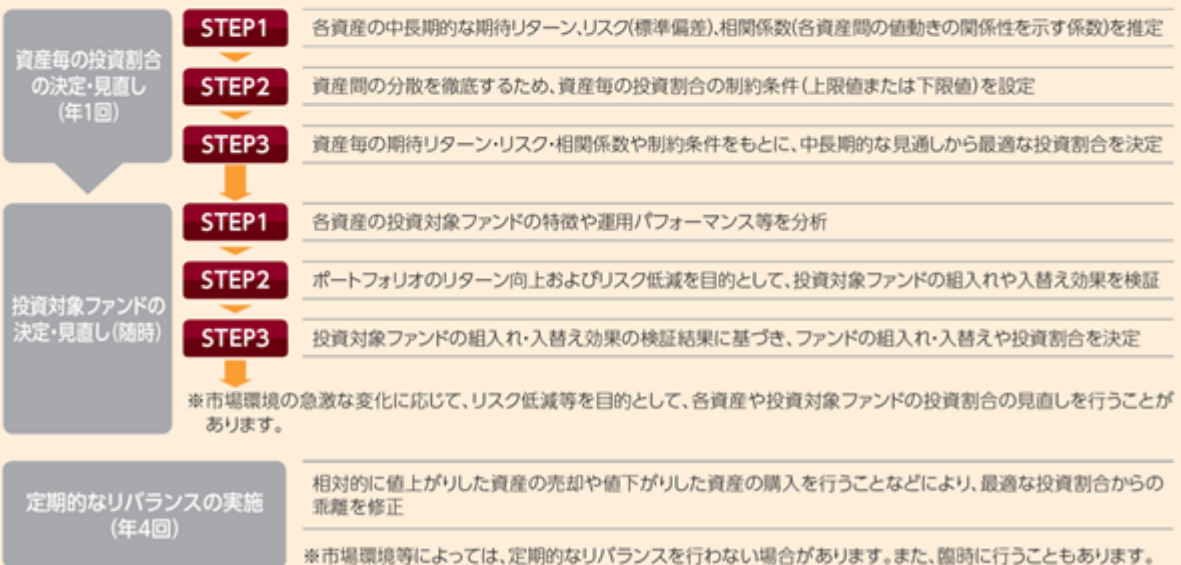 資産毎の投資割合
の決定・見直し
(年1回)
STEP1
各資産の中長期的な期待リターン、リスク(標準偏差)、相関係数(各資産間の値動きの関係性を示す係数)を推定
STEP2
資産間の分散を徹底するため、資産毎の投資割合の制約条件(上限値または下限値)を設定
STEP3
資産毎の期待リターン・リスク・相関係数や制約条件をもとに、中長期的な見通しから最適な投資割合を決定
投資対象ファンドの
決定・見直し(随時)
STEP1
各資産の投資対象ファンドの特徴や運用パフォーマンス等を分析
STEP2
ポートフォリオのリターン向上およびリスク低減を目的として、投資対象ファンドの組入れや入替え効果を検証
STEP3
投資対象ファンドの組入れ・入替え効果の検証結果に基づき、ファンドの組入れ・入替えや投資割合を決定
※市場環境の急激な変化に応じて、リスク低減等を目的として、各資産や投資対象ファンドの投資割合の見直しを行うことが
あります。
定期的なリバランスの実施
(年4回)
相対的に値上がりした資産の売却や値下がりした資産の購入を行うことなどにより、最適な投資割合からの
乖離を修正
※市場環境等によっては、定期的なリバランスを行わない場合があります。また、臨時に行うこともあります。